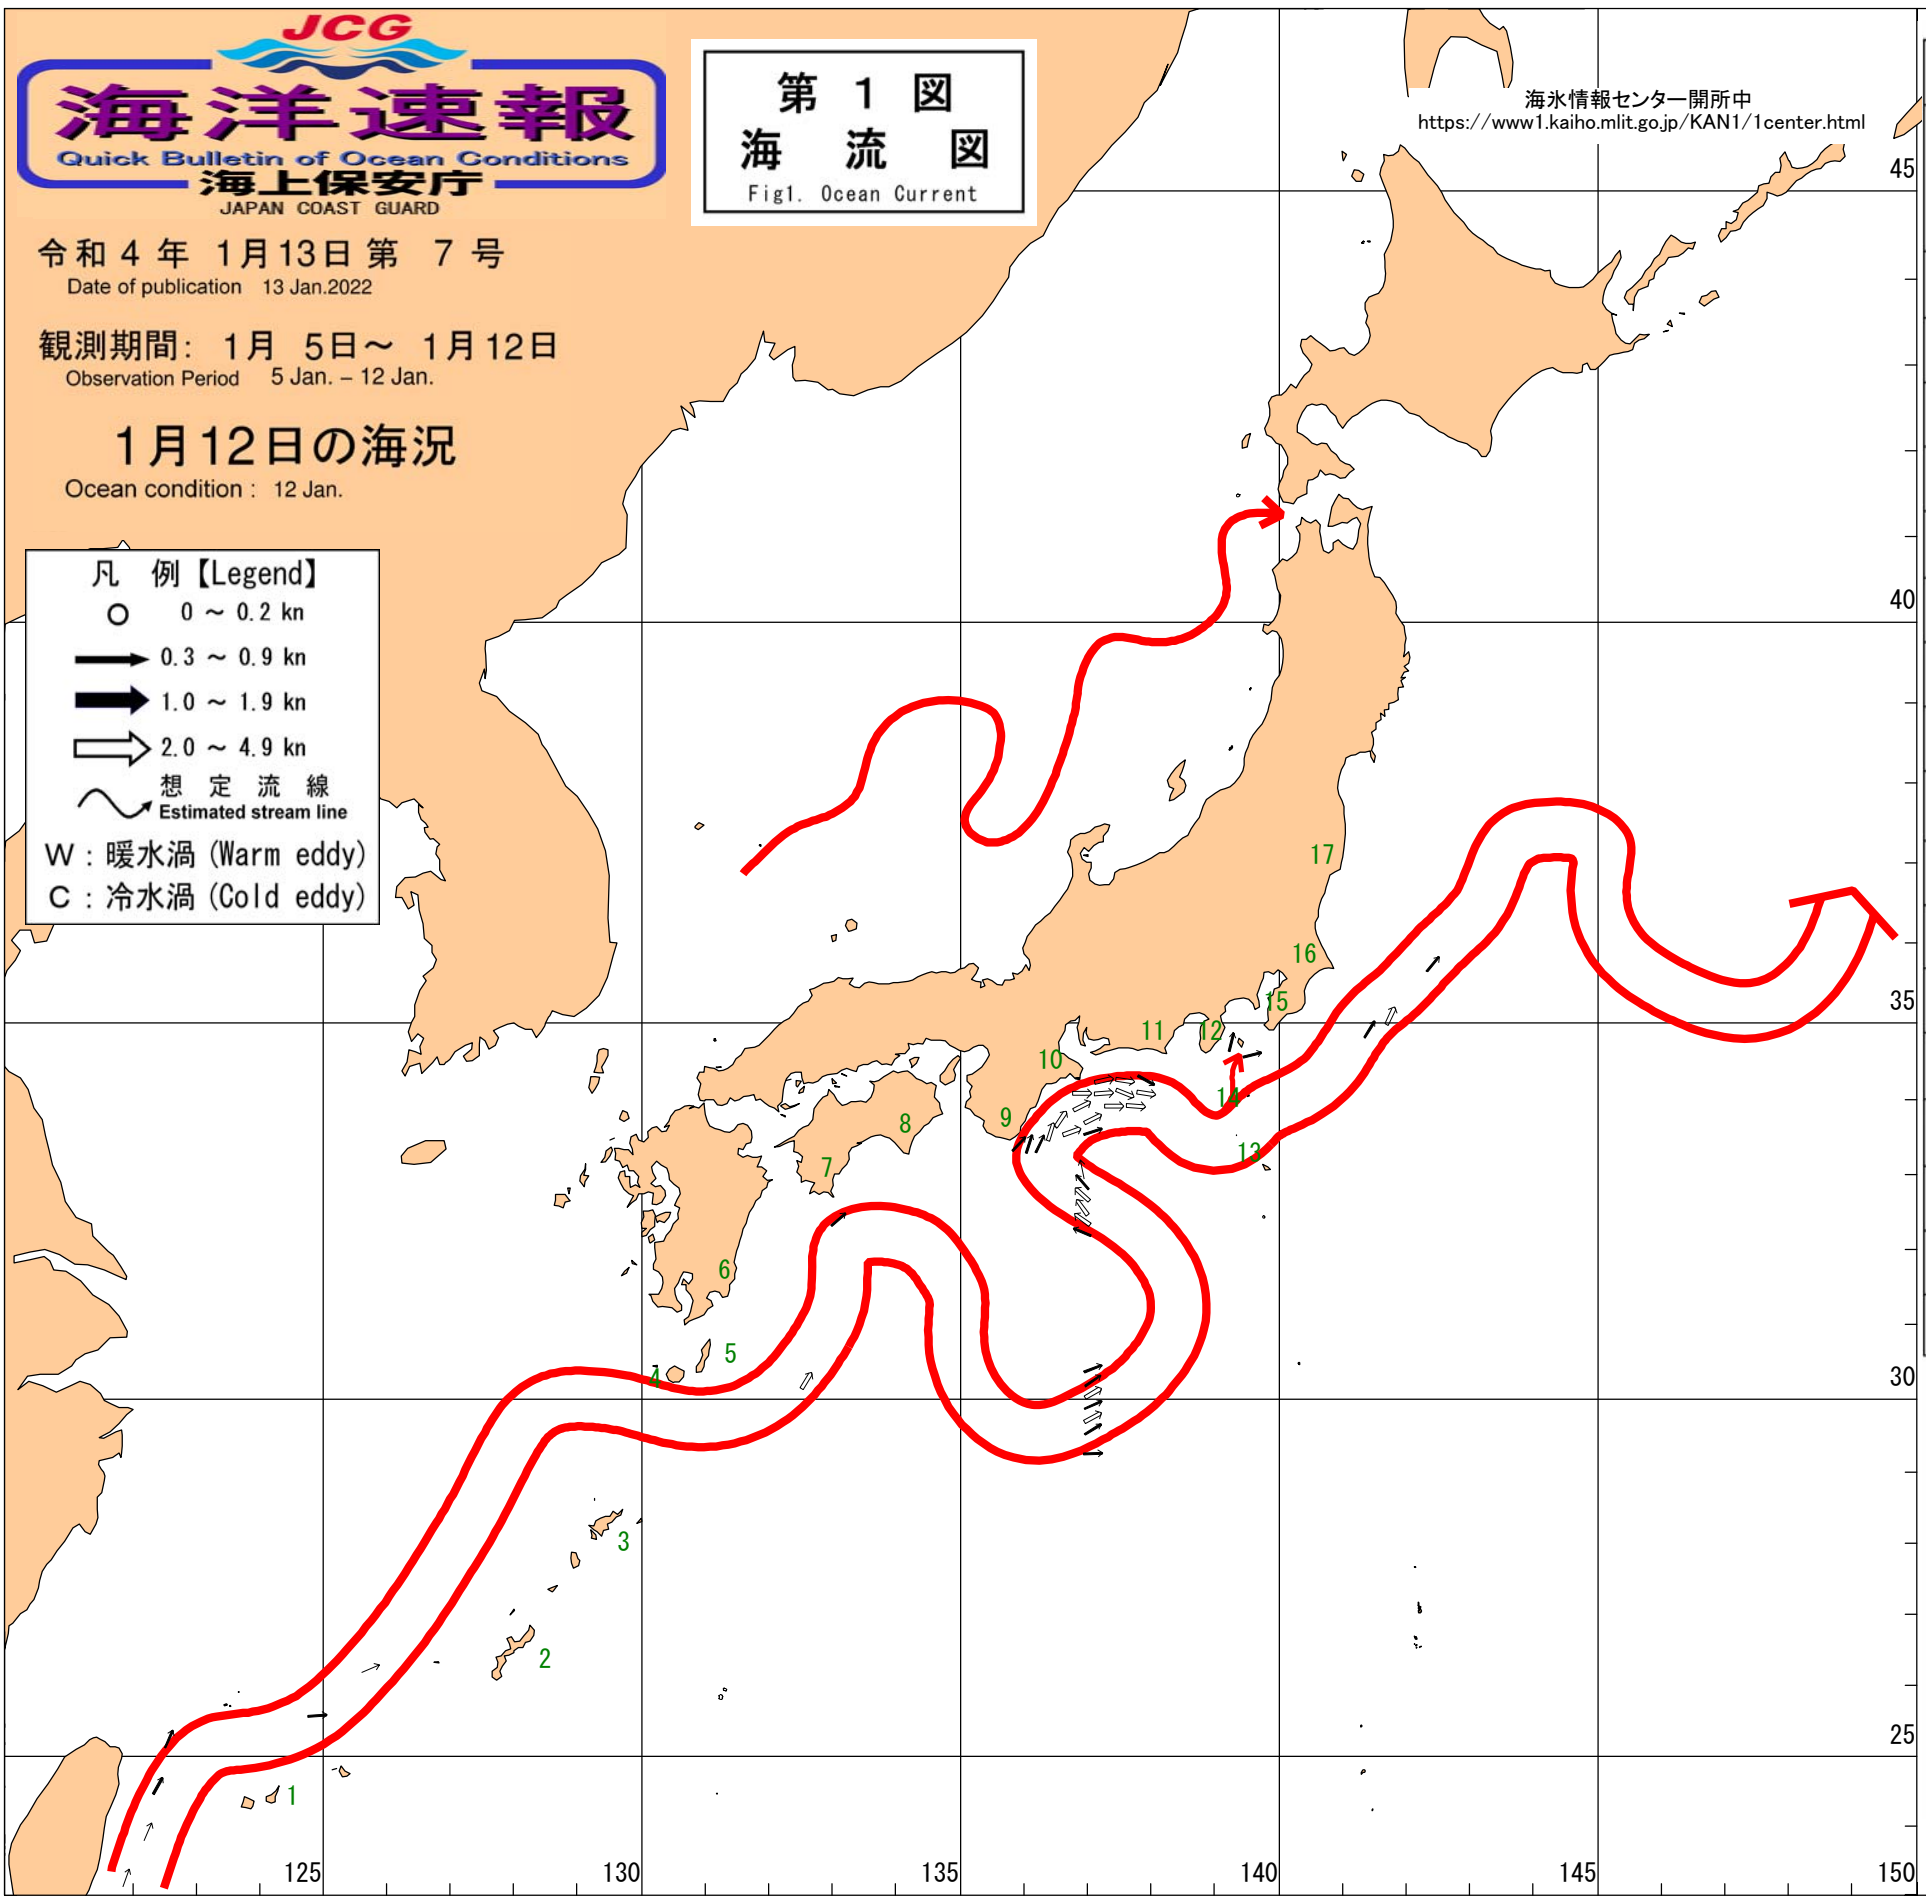 JCG
海洋速報
Quick Bulletin of Ocean Conditions
海上保安庁
JAPAN COAST GUARD
第 1 図
海 流 図
Fig1. Ocean Current
海氷情報センター開所中
https://www1.kaiho.mlit.go.jp/KAN1/1center.html
令和 4 年 1月13日 第 7 号
Date of publication 13 Jan.2022
観測期間: 1月 5日～ 1月12日
Observation Period 5 Jan. – 12 Jan.
1月12日の海況
Ocean condition : 12 Jan.
凡 例【Legend】
0 ～ 0.2 kn
0.3 ～ 0.9 kn
1.0 ～ 1.9 kn
2.0 ～ 4.9 kn
想 定 流 線
Estimated stream line
W : 暖水渦 (Warm eddy)
C : 冷水渦 (Cold eddy)
45
40
17
16
35
15
12
11
10
14
9
8
13
7
6
5
4
30
3
2
25
1
125
130
135
140
145
150